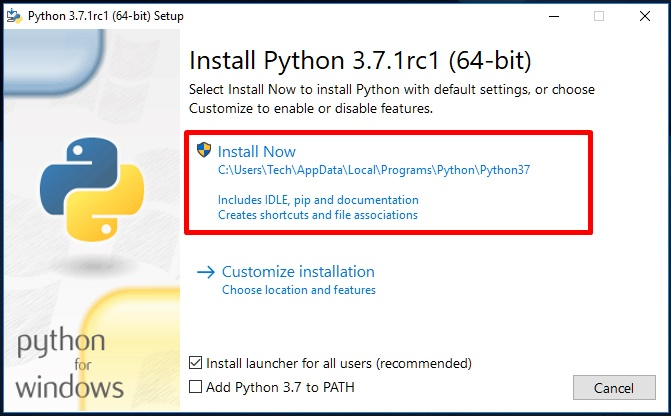 Python 3.7.1rc1 (64-bit) Setup
Install Python 3.7.1rc1 (64-bit)
Select Install Now to install Python with default settings, or choose
Customize to enable or disable features.
Install Now
C:\Users\Tech\AppData\Local\Programs\Python\Python37
Includes IDLE, pip and documentation
Creates shortcuts and file associations
Customize installation
Choose location and features
python
for
windows
Install launcher for all users (recommended)
Add Python 3.7 to PATH
Cancel